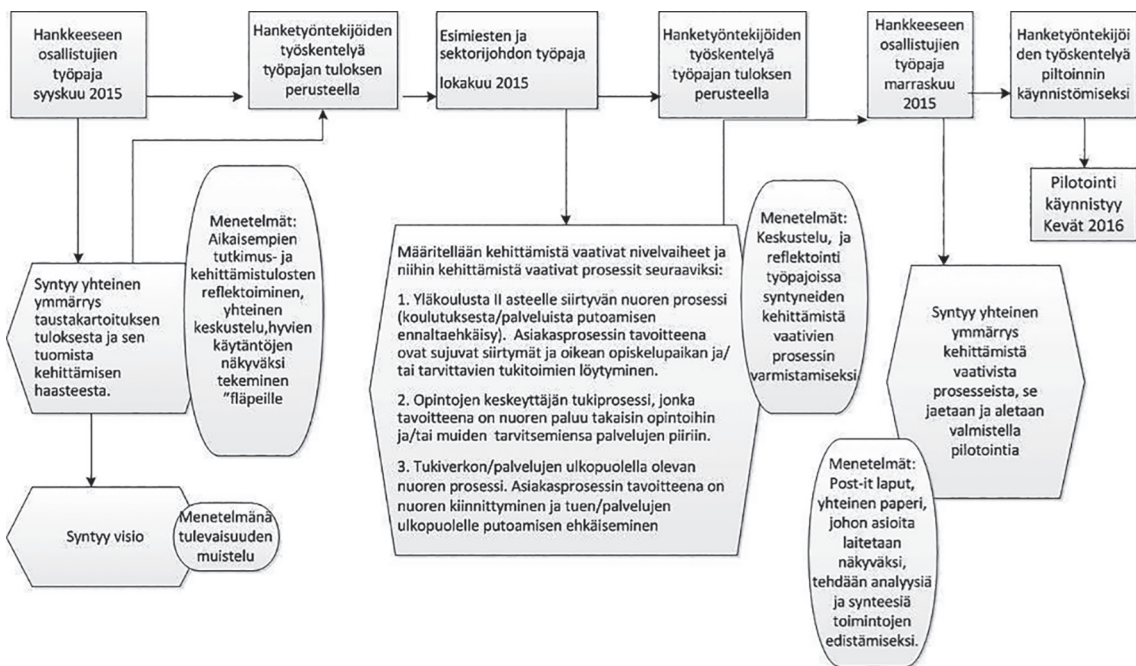 Hankkeeseen
osallistujien
työpaja
syyskuu 2015
Hanketyöntekijöiden
työskentelyä
työpajan tuloksen
perusteella
Esimiesten ja
sektorijohdon työpaja
lokakuu 2015
Hanketyöntekijöiden
työskentelyä
työpajan tuloksen
perusteella
Hankkeeseen
osallistujien
työpaja
marraskuu
2015
Hanketyöntekijöi
den työskentelyä
piltoinnin
käynnistömiseksi
Pilotointi
käynnistyy
Kevät 2016
Syntyy yhteinen
ymmärrys
taustakartoituksen
tuloksesta ja sen
tuomista
kehittämisen
haasteesta.
Menetelmät:
Aikaisempien
tutkimus- ja
kehittämistulosten
reflektoiminen,
yhteinen
keskustelu,hyvien
käytäntöjen
näkyväksi
tekeminen
”fläpeille
Syntyy visio
Menetelmänä
tulevaisuuden
muistelu
Määritellään kehittämistä vaativat nivelvaiheet ja
niihin kehittämistä vaativat prosessit seuraaviksi:
1. Yläkoulusta II asteelle siirtyvän nuoren prosessi
(koulutuksesta/palveluista putoamisen
ennaltaehkäisy). Asiakasprosessin tavoitteena
ovat sujuvat siirtymät ja oikean opiskelupaikan ja/
tai tarvittavien tukitoimien löytyminen.
2. Opintojen keskeyttäjän tukiprosessi, jonka
tavoitteena on nuoren paluu takaisin opintoihin
ja/tai muiden tarvitsemiensa palvelujen piiriin.
3. Tukiverkon/palvelujen ulkopuolella olevan
nuoren prosessi. Asiakasprosessin tavoitteena on
nuoren kiinnittyminen ja tuen/palvelujen
ulkopuolelle putoamisen ehkäiseminen
Menetelmät:
Keskustelu, ja
reflektointi
työpajoissa
syntyneiden
kehittämistä
vaativien
prosessin
varmistamiseksi
Syntyy yhteinen
ymmärrys
kehittämistä
vaativista
prosesseista, se
jaetaan ja aletaan
valmistella
pilotointia
Menetelmät:
Post-it laput,
yhteinen paperi,
johon asioita
laitetaan
näkyväksi,
tehdään analyysiä
ja synteesiä
toimintojen
edistämiseksi.